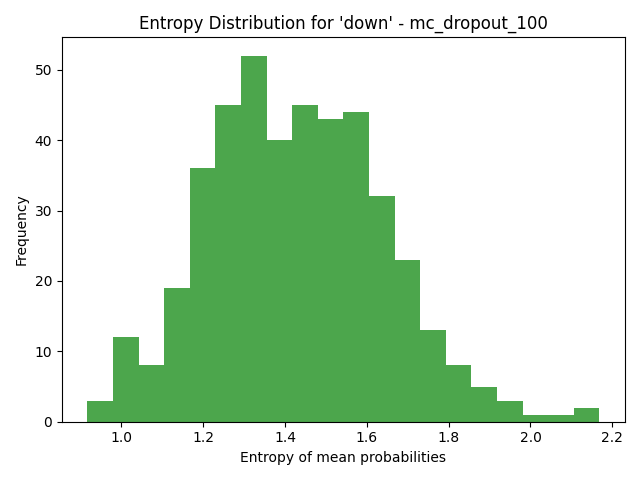 Entropy Distribution for 'down' - mc_dropout_100
Frequency
50
40
30
20
10
0
1.0 1.2 1.4 1.6 1.8 2.0 2.2
Entropy of mean probabilities